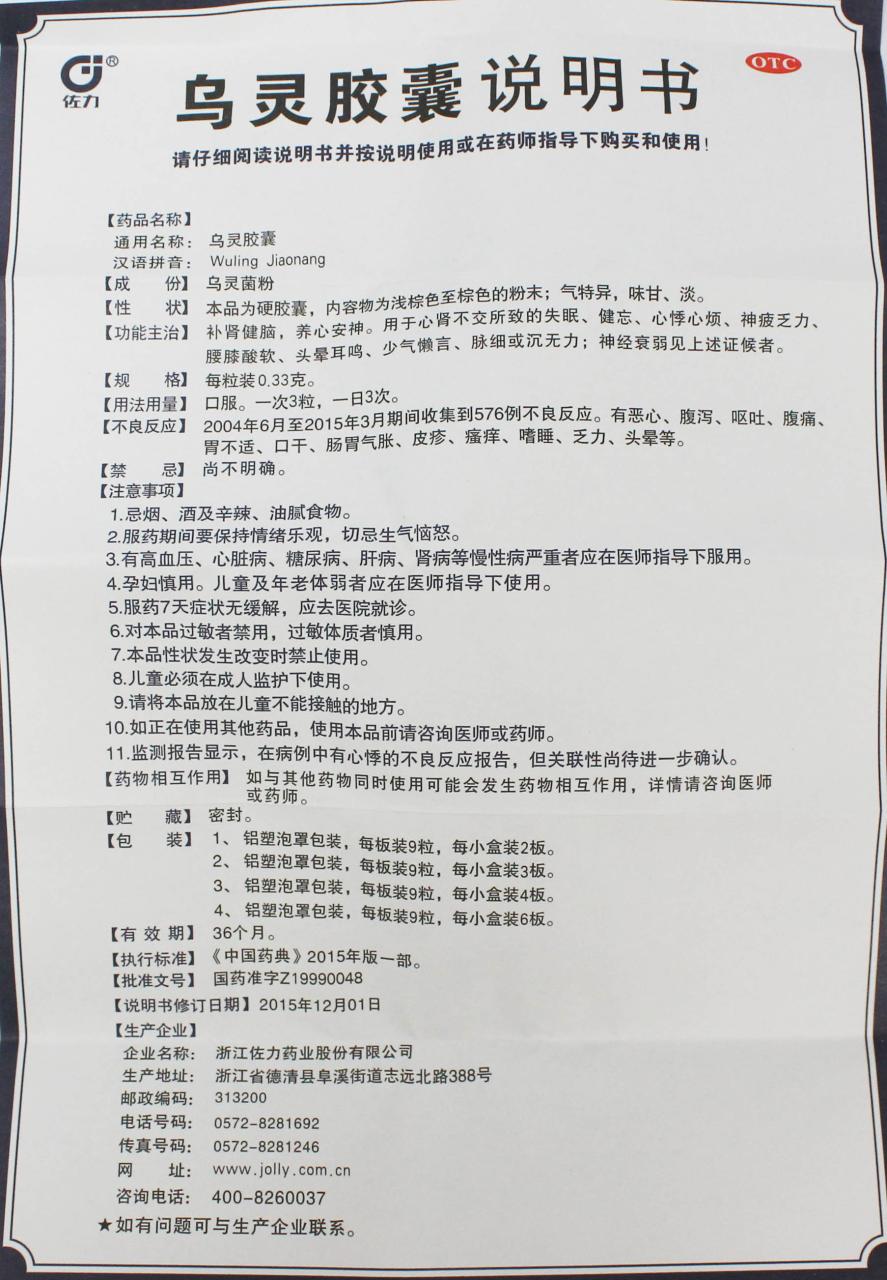 佐力®
OTC
乌灵胶囊说明书
请仔细阅读说明书并按说明使用或在药师指导下购买和使用!
【药品名称】
通用名称: 乌灵胶囊
汉语拼音: Wuling Jiaonang
【成 份】 乌灵菌粉
【性 状】 本品为硬胶囊,内容物为浅棕色至棕色的粉末;气特异,味甘、淡。
【功能主治】 补肾健脑,养心安神。用于心肾不交所致的失眠、健忘、心悸心烦、神疲乏力、
腰膝酸软、头晕耳鸣、少气懒言、脉细或沉无力;神经衰弱见上述证候者。
【规 格】 每粒装0.33克。
【用法用量】 口服。一次3粒,一日3次。
【不良反应】 2004年6月至2015年3月期间收集到576例不良反应。有恶心、腹泻、呕吐、腹痛、
胃不适、口干、肠胃气胀、皮疹、瘙痒、嗜睡、乏力、头晕等。
【禁 忌】 尚不明确。
【注意事项】
1.忌烟、酒及辛辣、油腻食物。
2.服药期间要保持情绪乐观,切忌生气恼怒。
3.有高血压、心脏病、糖尿病、肝病、肾病等慢性病严重者应在医师指导下服用。
4.孕妇慎用。儿童及年老体弱者应在医师指导下使用。
5.服药7天症状无缓解,应去医院就诊。
6.对本品过敏者禁用,过敏体质者慎用。
7.本品性状发生改变时禁止使用。
8.儿童必须在成人监护下使用。
9.请将本品放在儿童不能接触的地方。
10.如正在使用其他药品,使用本品前请咨询医师或药师。
11.监测报告显示,在病例中有心悸的不良反应报告,但关联性尚待进一步确认。
【药物相互作用】 如与其他药物同时使用可能会发生药物相互作用,详情请咨询医师
或药师。
【贮 藏】 密封。
【包 装】 1、铝塑泡罩包装,每板装9粒,每小盒装2板。
2、铝塑泡罩包装,每板装9粒,每小盒装3板。
3、铝塑泡罩包装,每板装9粒,每小盒装4板。
4、铝塑泡罩包装,每板装9粒,每小盒装6板。
【有 效 期】 36个月。
【执行标准】 《中国药典》2015年版一部。
【批准文号】 国药准字Z19990048
【说明书修订日期】 2015年12月01日
【生产企业】
企业名称: 浙江佐力药业股份有限公司
生产地址: 浙江省德清县阜溪街道志远北路388号
邮政编码: 313200
电话号码: 0572-8281692
传真号码: 0572-8281246
网 址: www.jolly.com.cn
咨询电话: 400-8260037
★如有问题可与生产企业联系。